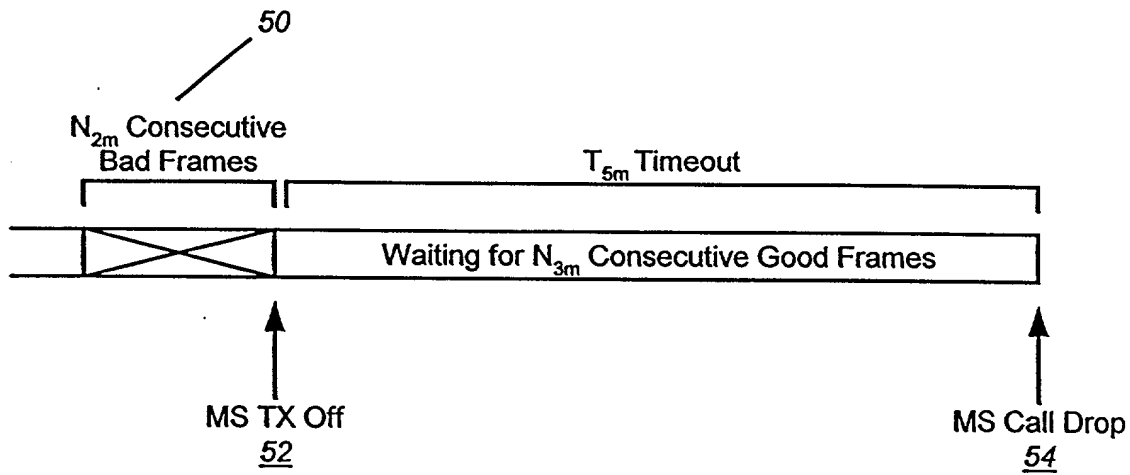 50
N2m Consecutive
Bad Frames
T5m Timeout
Waiting for N3m Consecutive Good Frames
MS TX Off
52
MS Call Drop
54